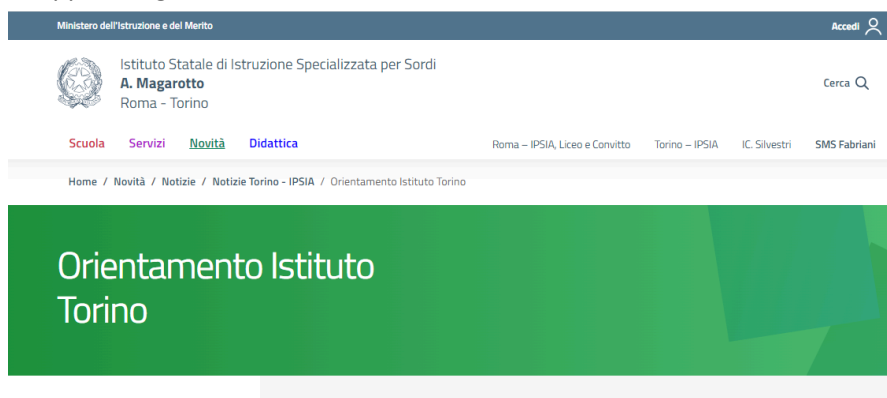 Ministero dell'Istruzione e del Merito Accedi
Istituto Statale di Istruzione Specializzata per Sordi
A. Magarotto
Roma - Torino
Cerca
Scuola Servizi Novità Didattica Roma – IPSIA, Liceo e Convitto Torino – IPSIA IC. Silvestri SMS Fabriani
Home / Novità / Notizie / Notizie Torino - IPSIA / Orientamento Istituto Torino
Orientamento Istituto
Torino